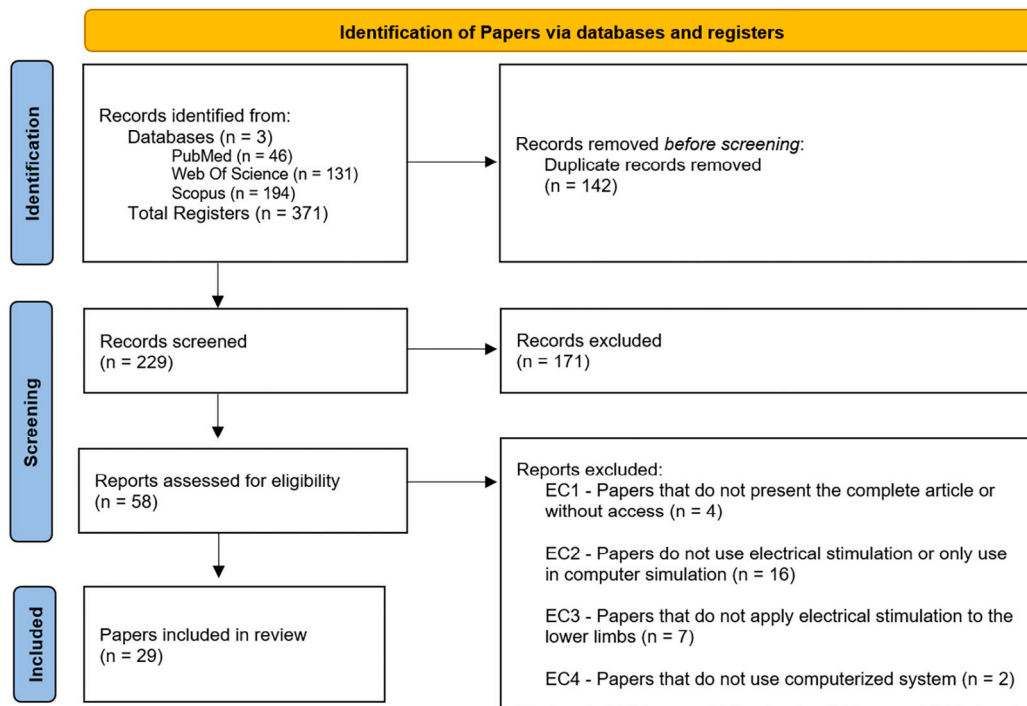 Identification of Papers via databases and registers
Identification
Records identified from:
Databases (n = 3)
PubMed (n = 46)
Web Of Science (n = 131)
Scopus (n = 194)
Total Registers (n = 371)
Records removed before screening:
Duplicate records removed
(n = 142)
Screening
Records screened
(n = 229)
Records excluded
(n = 171)
Reports assessed for eligibility
(n = 58)
Reports excluded:
EC1 - Papers that do not present the complete article or
without access (n = 4)
EC2 - Papers do not use electrical stimulation or only use
in computer simulation (n = 16)
EC3 - Papers that do not apply electrical stimulation to the
lower limbs (n = 7)
EC4 - Papers that do not use computerized system (n = 2)
Included
Papers included in review
(n = 29)